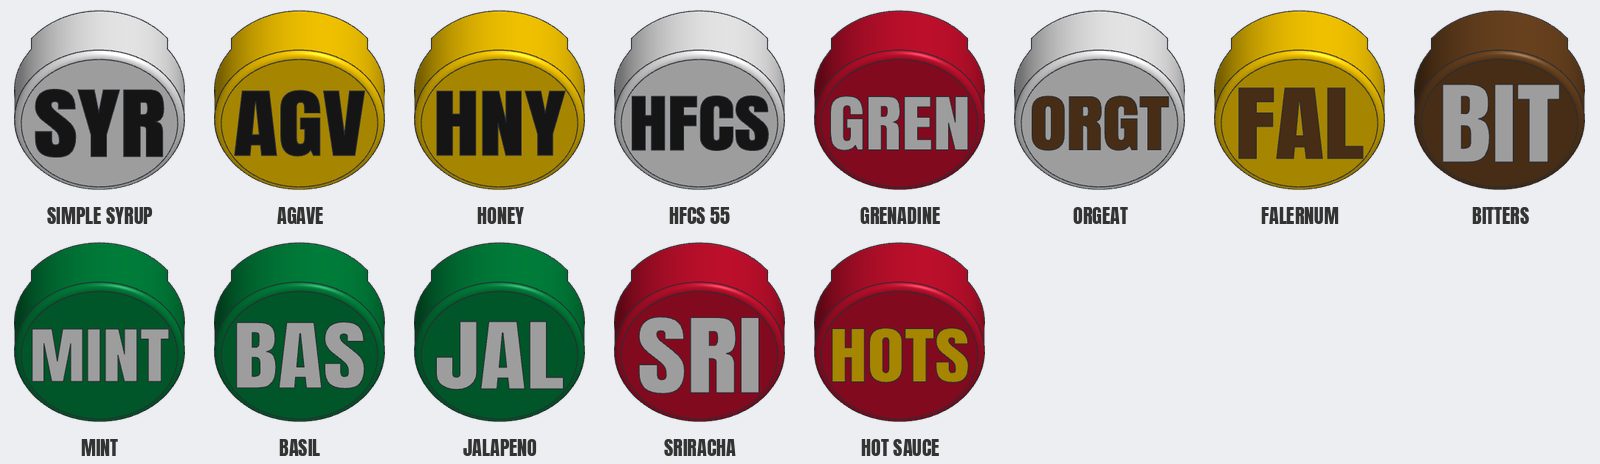 SYR AGV HNY HFCS GREN ORGT FAL BIT
SIMPLE SYRUP AGAVE HONEY HFCS 55 GRENADINE ORGEAT FALERNUM BITTERS
MINT BAS JAL SRI HOTS
MINT BASIL JALAPENO SRIRACHA HOT SAUCE